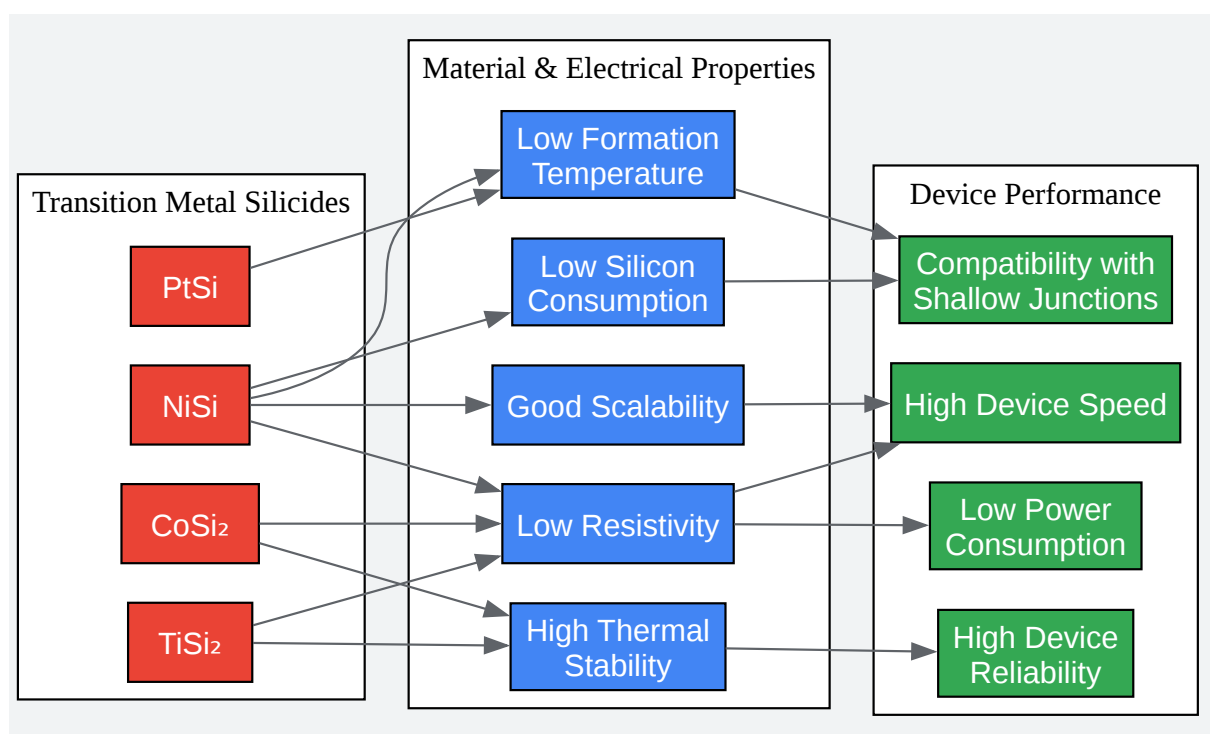 Transition Metal Silicides
PtSi
NiSi
CoSi₂
TiSi₂
Material & Electrical Properties
Low Formation
Temperature
Low Silicon
Consumption
Good Scalability
Low Resistivity
High Thermal
Stability
Device Performance
Compatibility with
Shallow Junctions
High Device Speed
Low Power
Consumption
High Device
Reliability